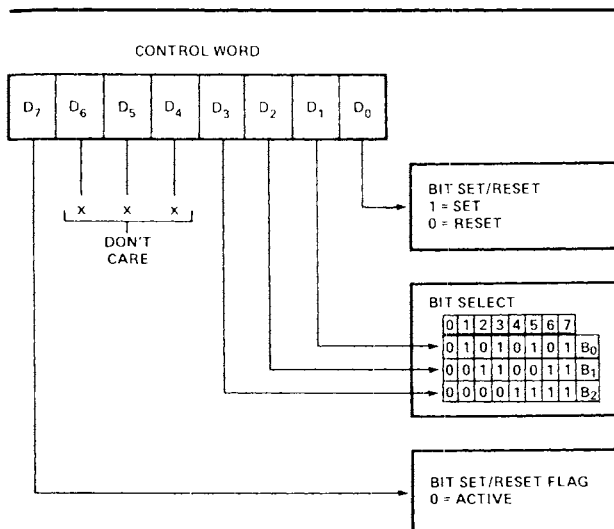 CONTROL WORD
D7 D6 D5 D4 D3 D2 D1 D0
X X X
DON'T
CARE
BIT SET/RESET
1 = SET
0 = RESET
BIT SELECT
0 1 2 3 4 5 6 7
0 1 0 1 0 1 0 1 B0
0 0 1 1 0 0 1 1 B1
0 0 0 0 1 1 1 1 B2
BIT SET/RESET FLAG
0 = ACTIVE